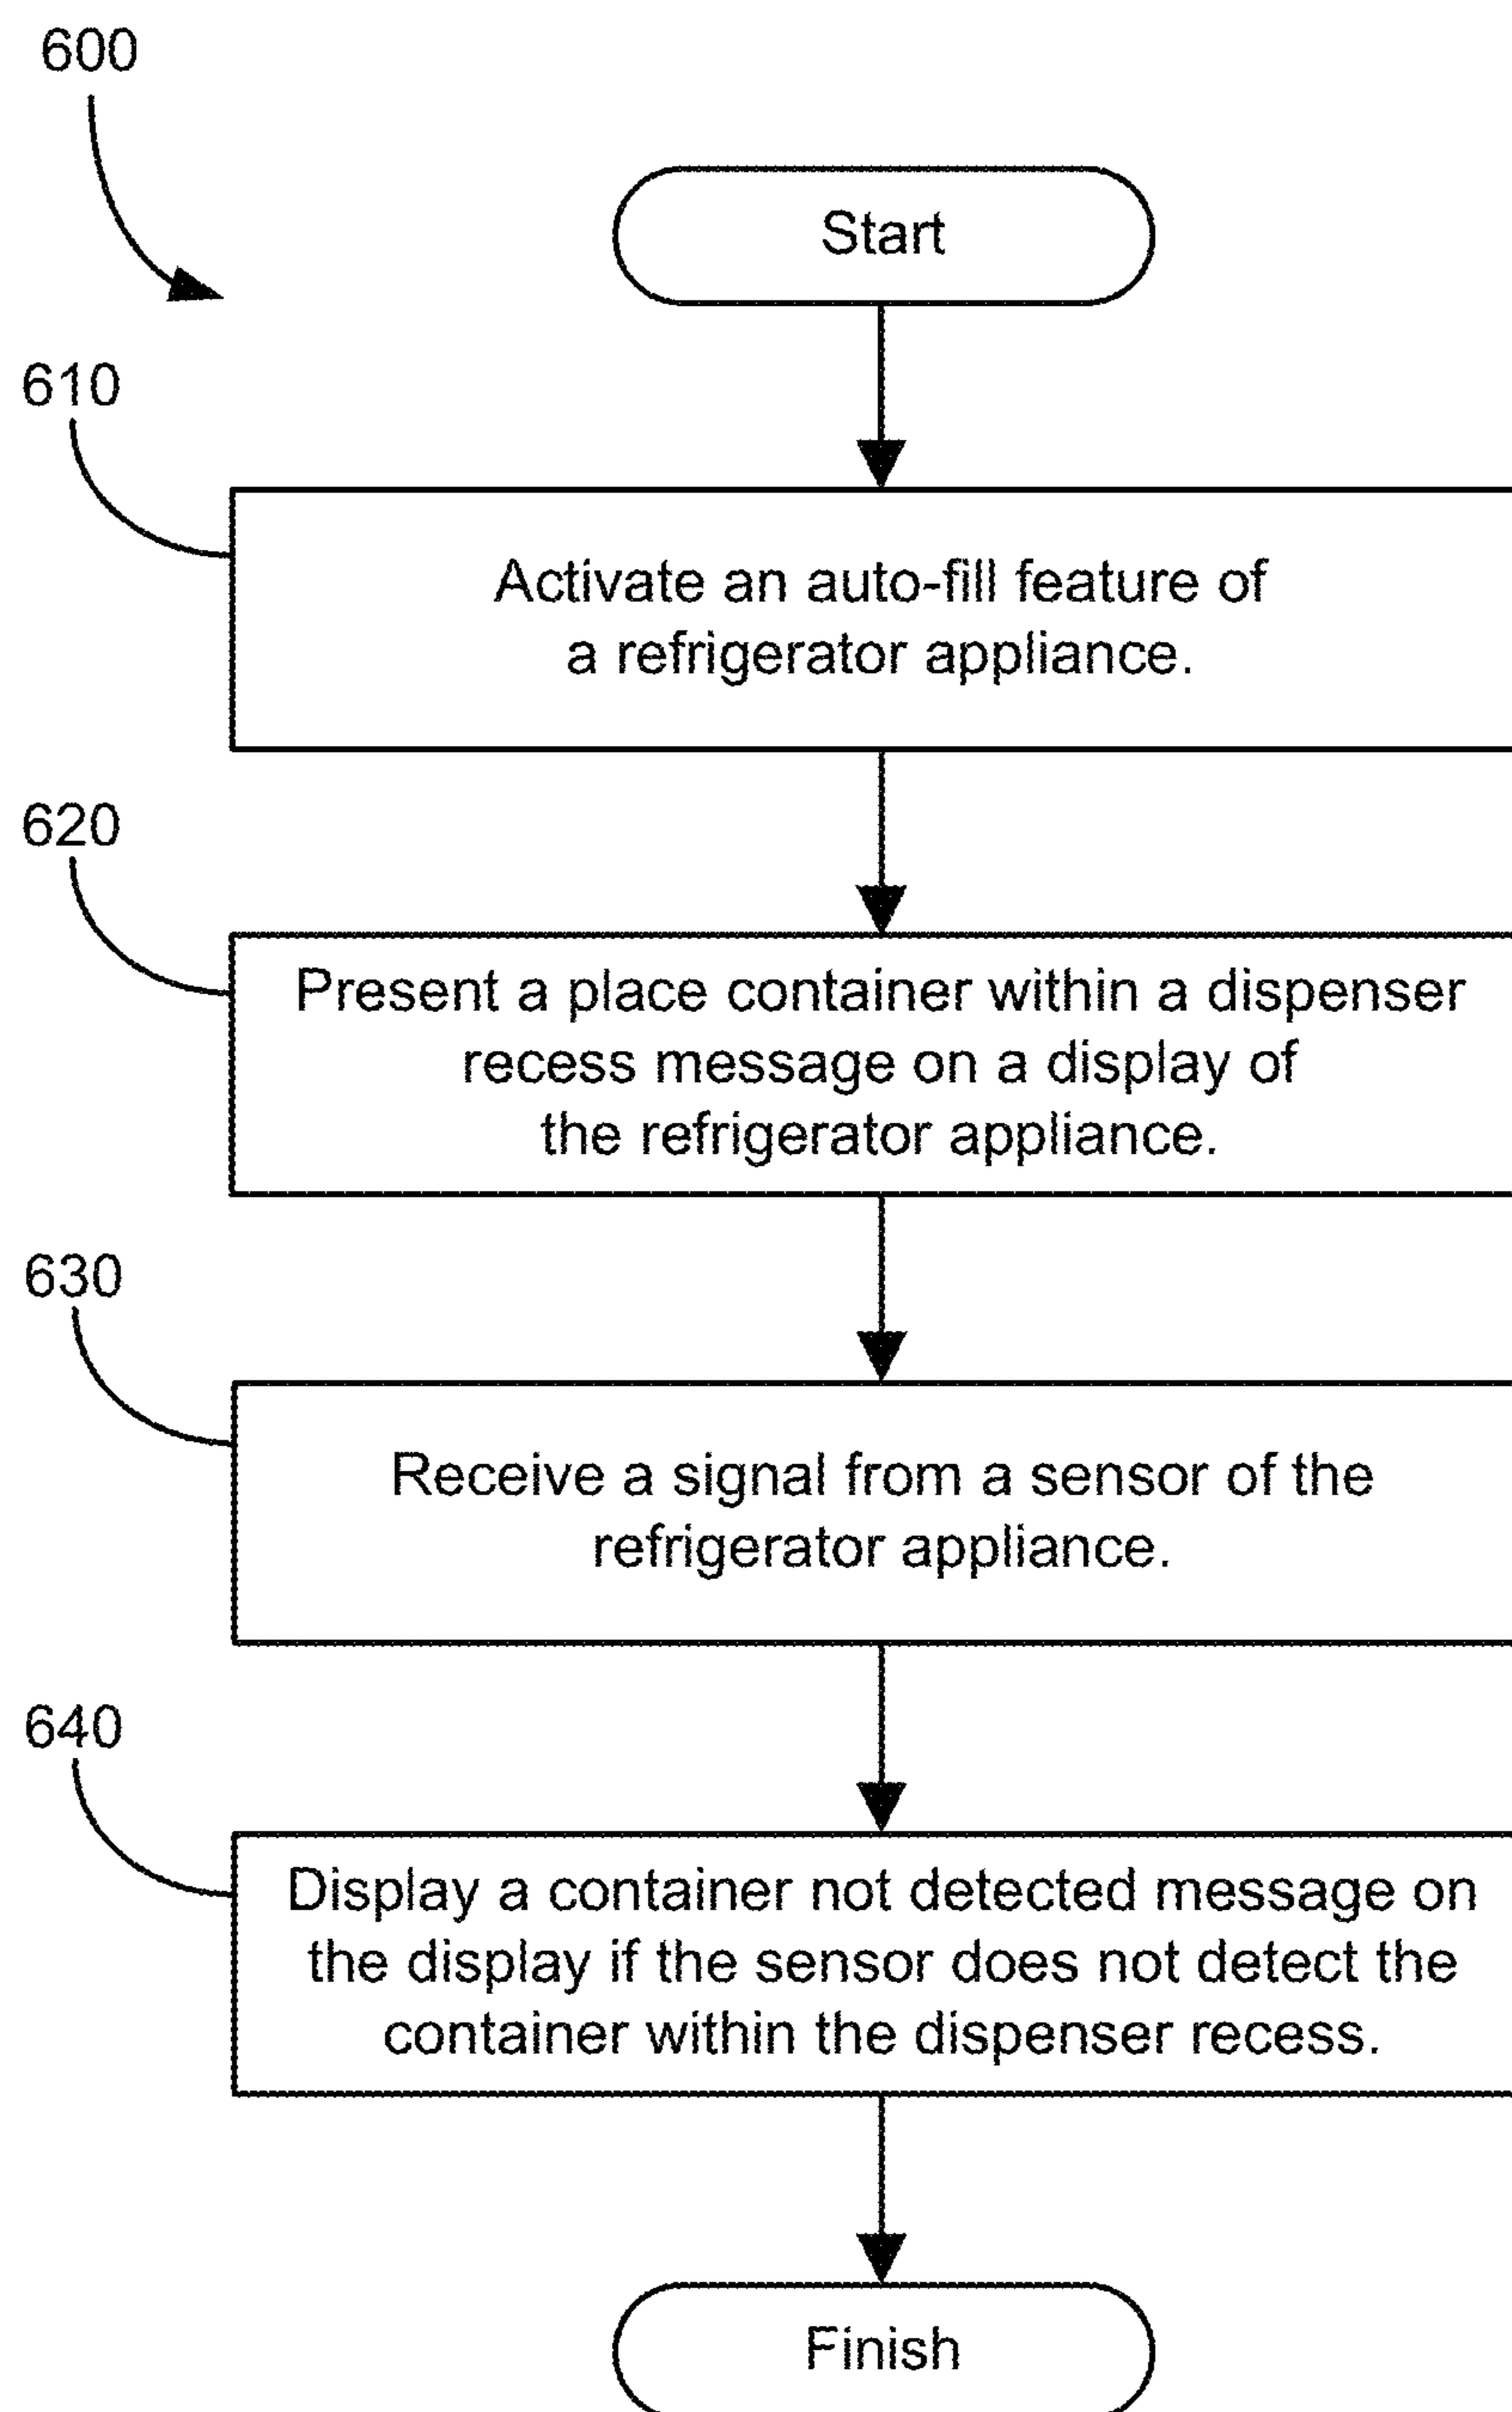 600
Start
610
Activate an auto-fill feature of
a refrigerator appliance.
620
Present a place container within a dispenser
recess message on a display of
the refrigerator appliance.
630
Receive a signal from a sensor of the
refrigerator appliance.
640
Display a container not detected message on
the display if the sensor does not detect the
container within the dispenser recess.
Finish